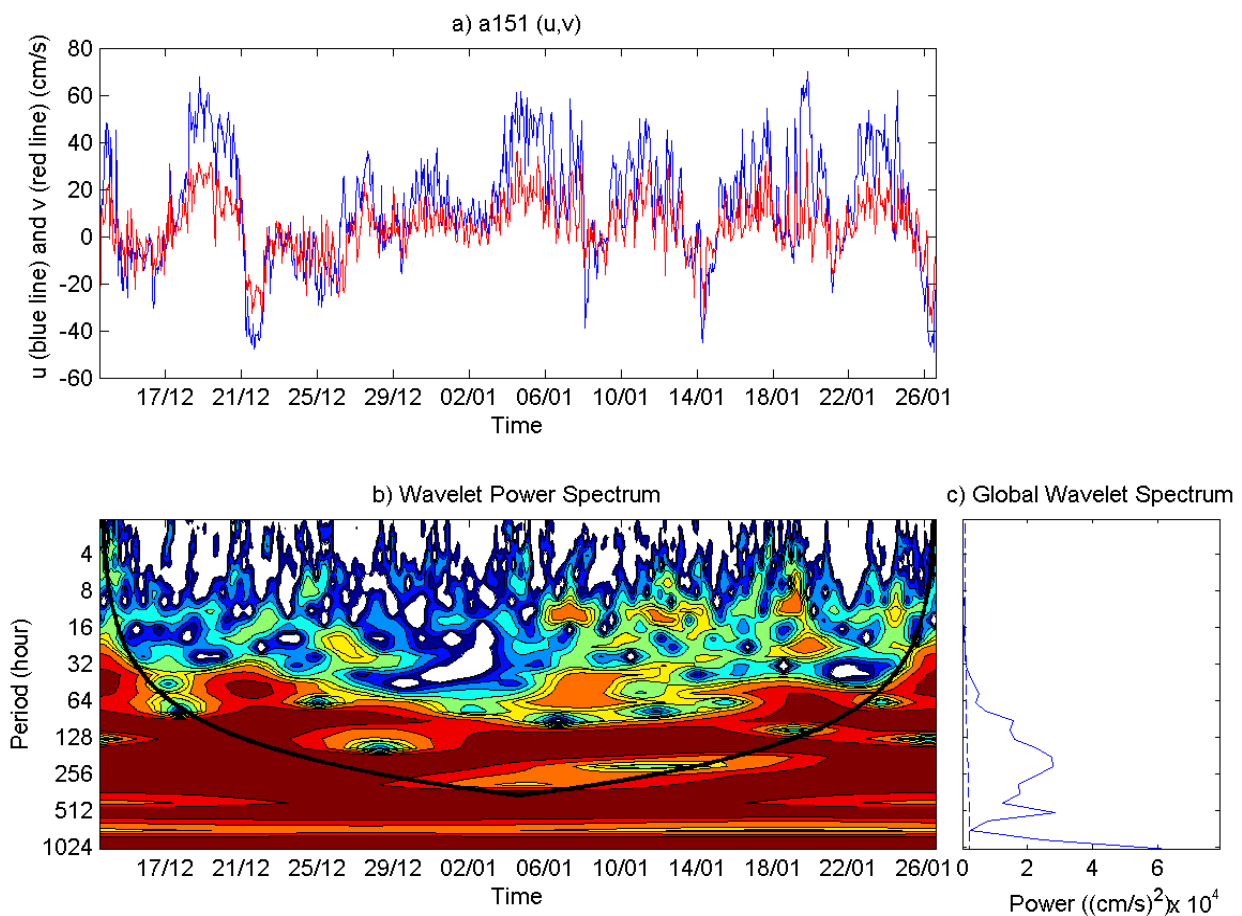 a) a151 (u,v)
u (blue line) and v (red line) (cm/s)
80
60
40
20
0
-20
-40
-60
17/12 21/12 25/12 29/12 02/01 06/01 10/01 14/01 18/01 22/01 26/01
Time
b) Wavelet Power Spectrum
Period (hour)
4
8
16
32
64
128
256
512
1024
17/12 21/12 25/12 29/12 02/01 06/01 10/01 14/01 18/01 22/01 26/01
Time
c) Global Wavelet Spectrum
0 2 4 6
Power ((cm/s)²)x 10⁴